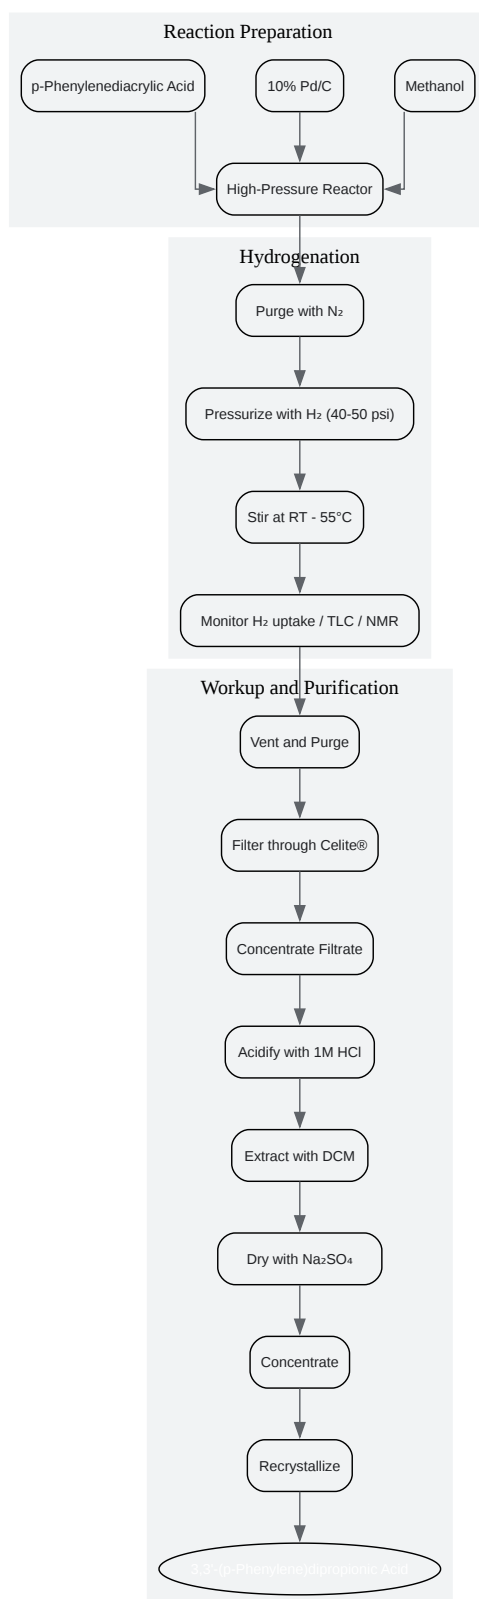 Reaction Preparation
p-Phenylenediacrylic Acid
10% Pd/C
Methanol
High-Pressure Reactor
Hydrogenation
Purge with N₂
Pressurize with H₂ (40-50 psi)
Stir at RT - 55°C
Monitor H₂ uptake / TLC / NMR
Workup and Purification
Vent and Purge
Filter through Celite®
Concentrate Filtrate
Acidify with 1M HCl
Extract with DCM
Dry with Na₂SO₄
Concentrate
Recrystallize
3,3'-(p-Phenylene)dipropionic Acid